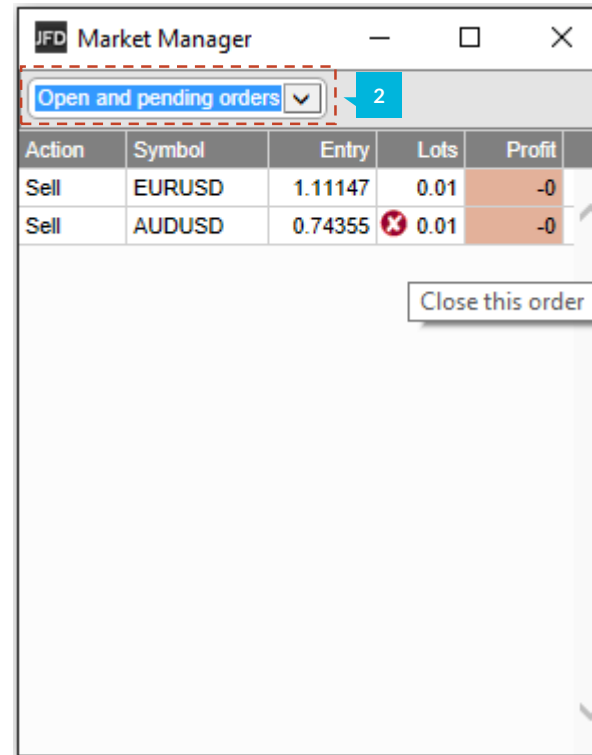 JFD Market Manager
Open and pending orders 2
Action Symbol Entry Lots Profit
Sell EURUSD 1.11147 0.01 -0
Sell AUDUSD 0.74355 0.01 -0
Close this order